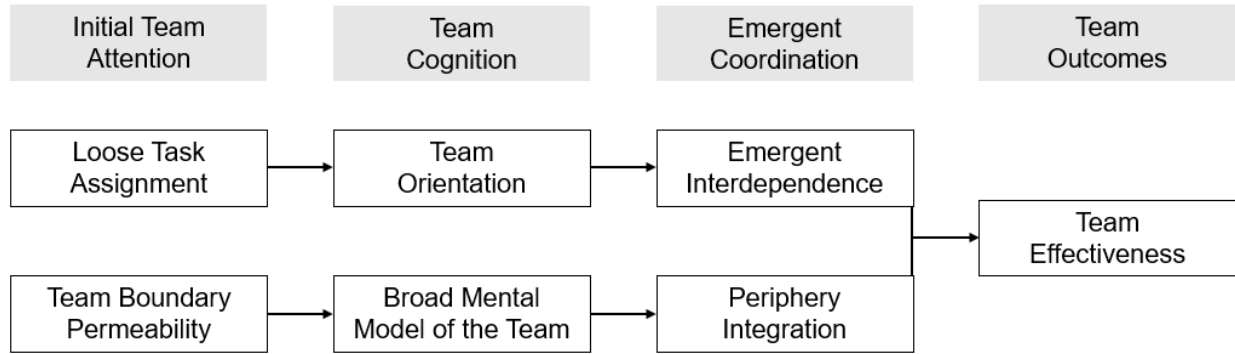 Initial Team
Attention
Team
Cognition
Emergent
Coordination
Team
Outcomes
Loose Task
Assignment
Team
Orientation
Emergent
Interdependence
Team
Effectiveness
Team Boundary
Permeability
Broad Mental
Model of the Team
Periphery
Integration